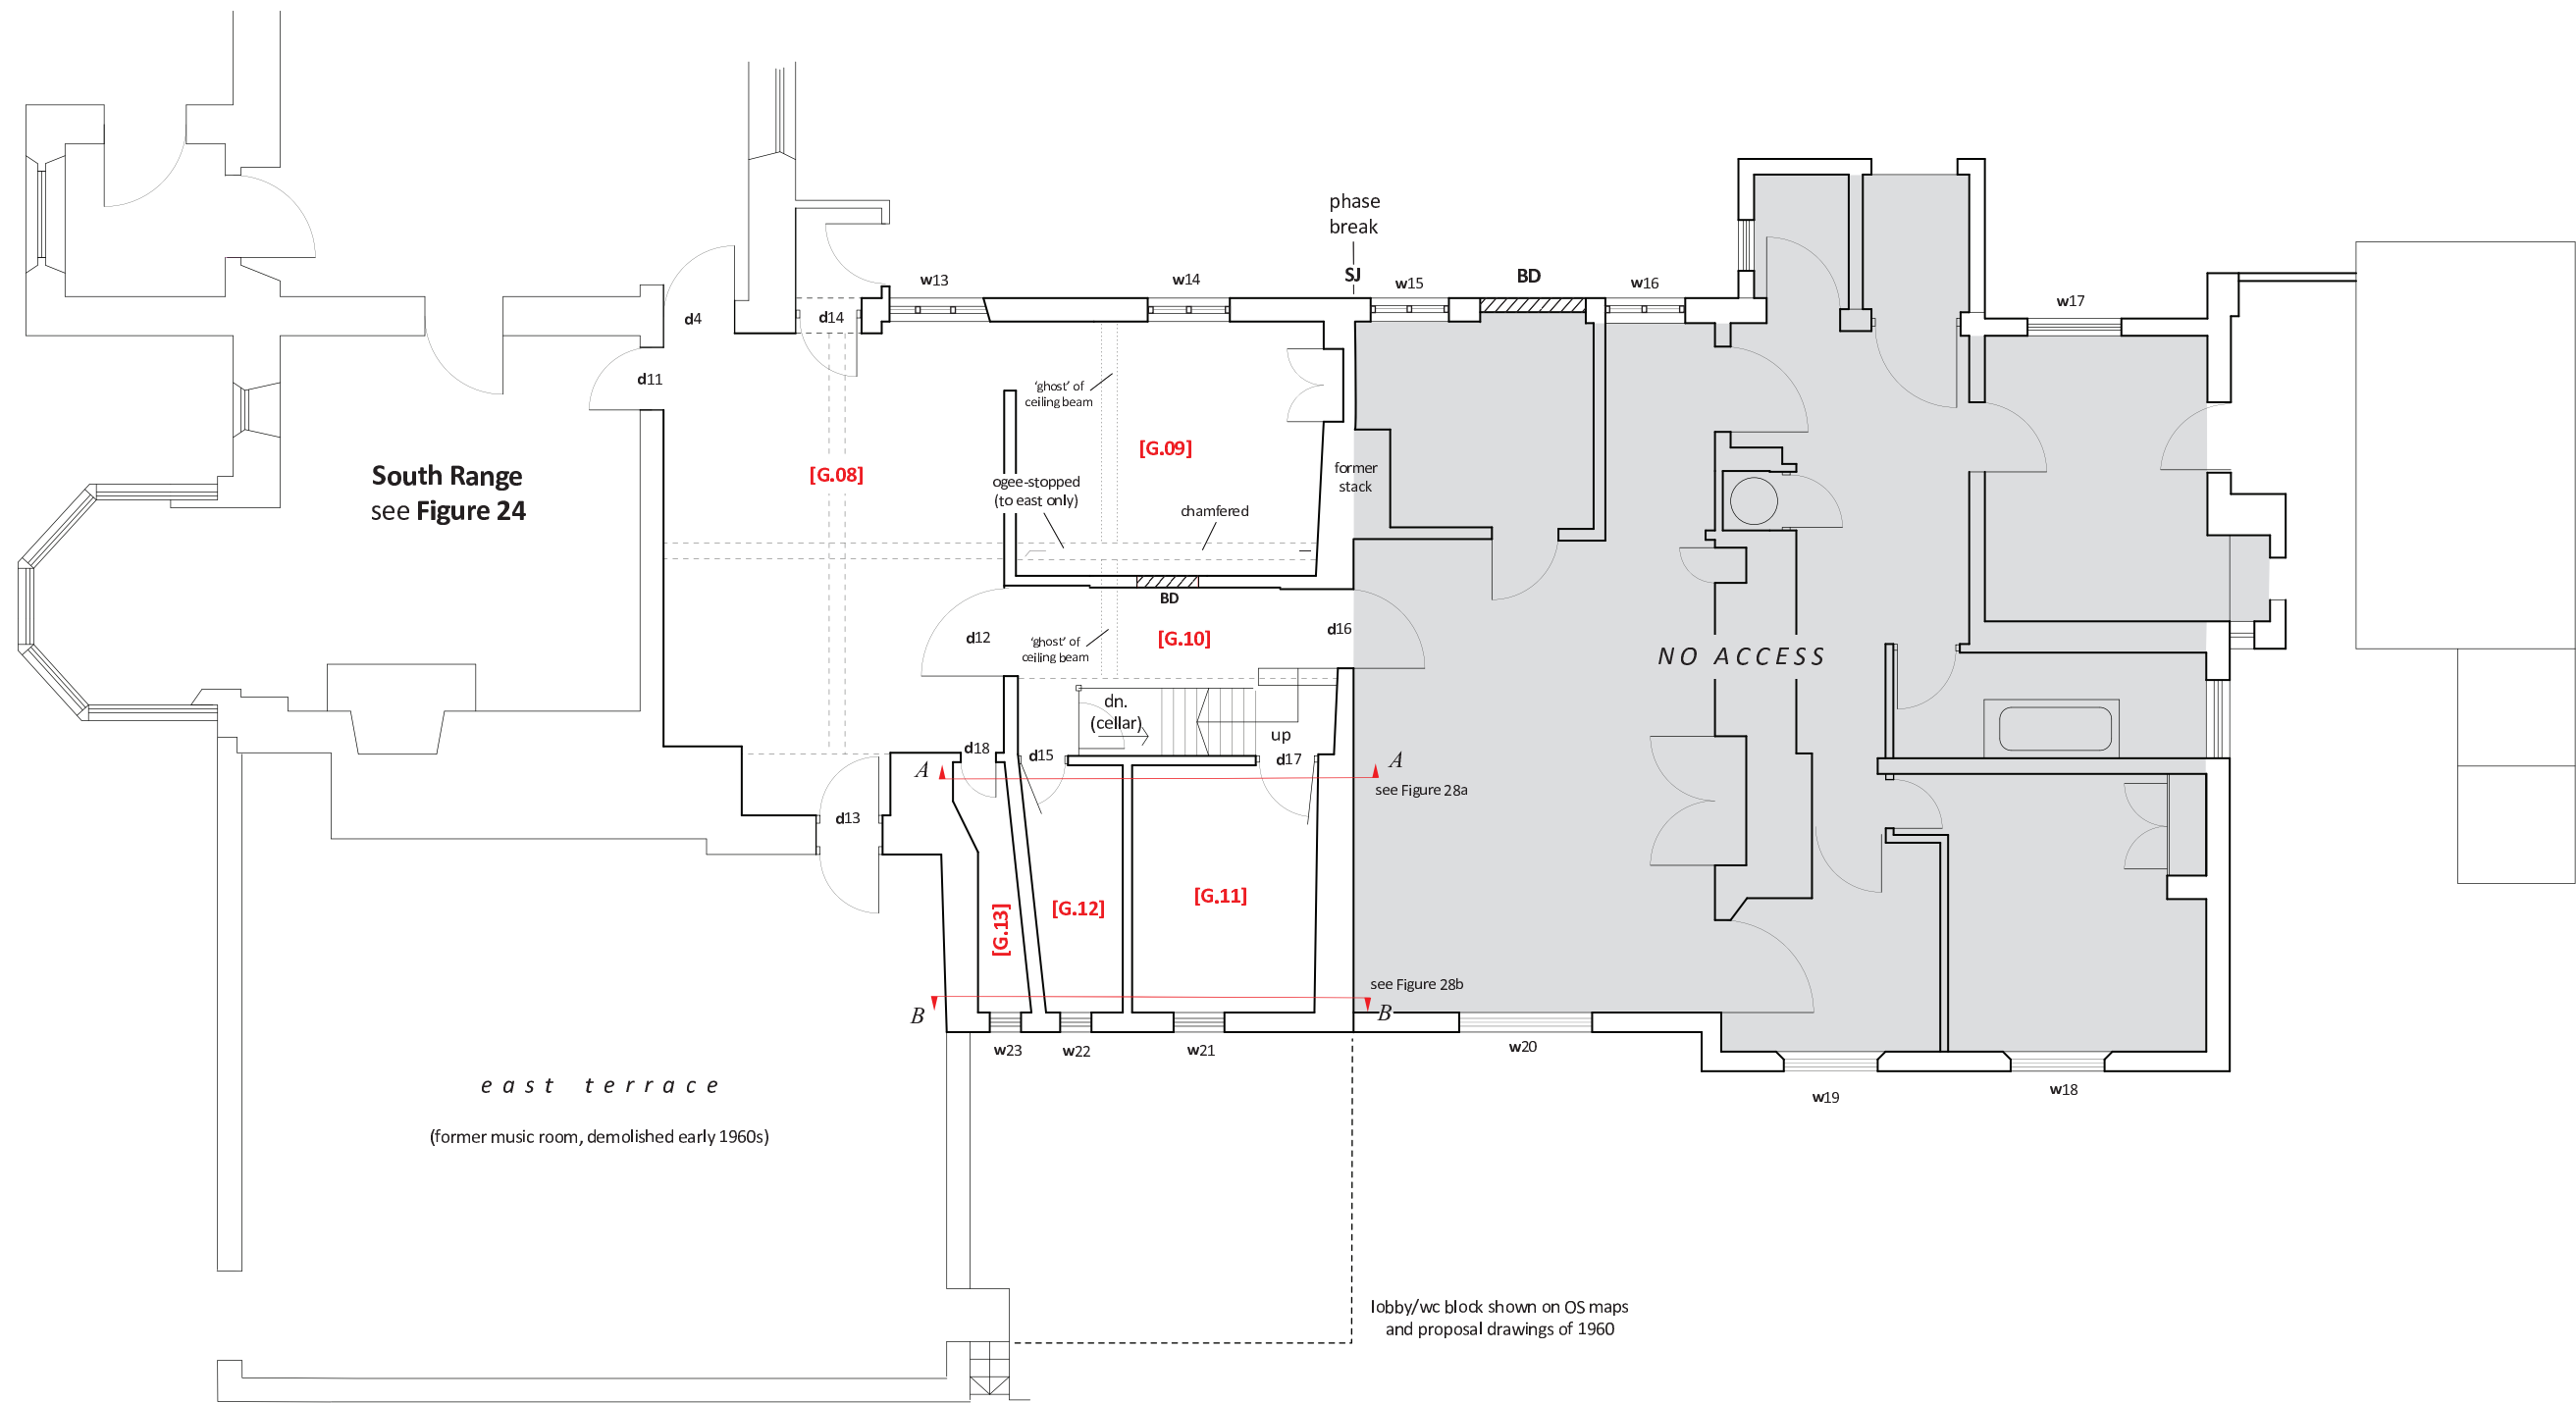 phase
break
SJ
BD
w13
w14
w15
w16
w17
d4
d14
d11
'ghost' of
ceiling beam
[G.09]
[G.08]
South Range
see Figure 24
former
stack
ogee-stopped
(to east only)
chamfered
BD
d12
'ghost' of
ceiling beam
[G.10]
d16
NO ACCESS
dn.
(cellar)
up
d18
d15
d17
A
A
see Figure 28a
d13
[G.13]
[G.12]
[G.11]
see Figure 28b
B
B
w23
w22
w21
w20
w19
w18
east terrace
(former music room, demolished early 1960s)
lobby/wc block shown on OS maps
and proposal drawings of 1960